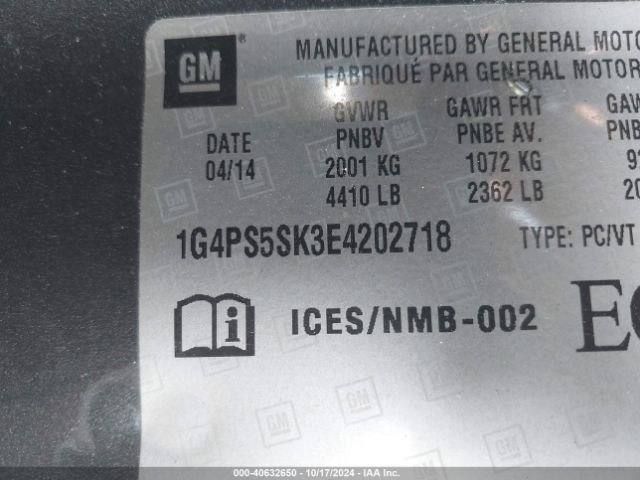 GM ®
MANUFACTURED BY GENERAL MOTO
FABRIQUÉ PAR GENERAL MOTOR
GVWR GAWR FRT GAW
DATE PNBV PNBE AV. PNB
04/14 2001 KG 1072 KG
4410 LB 2362 LB
1G4PS5SK3E4202718 TYPE: PC/VT
ICES/NMB-002
000-40632650 | 10/17/2024 | IAA Inc.